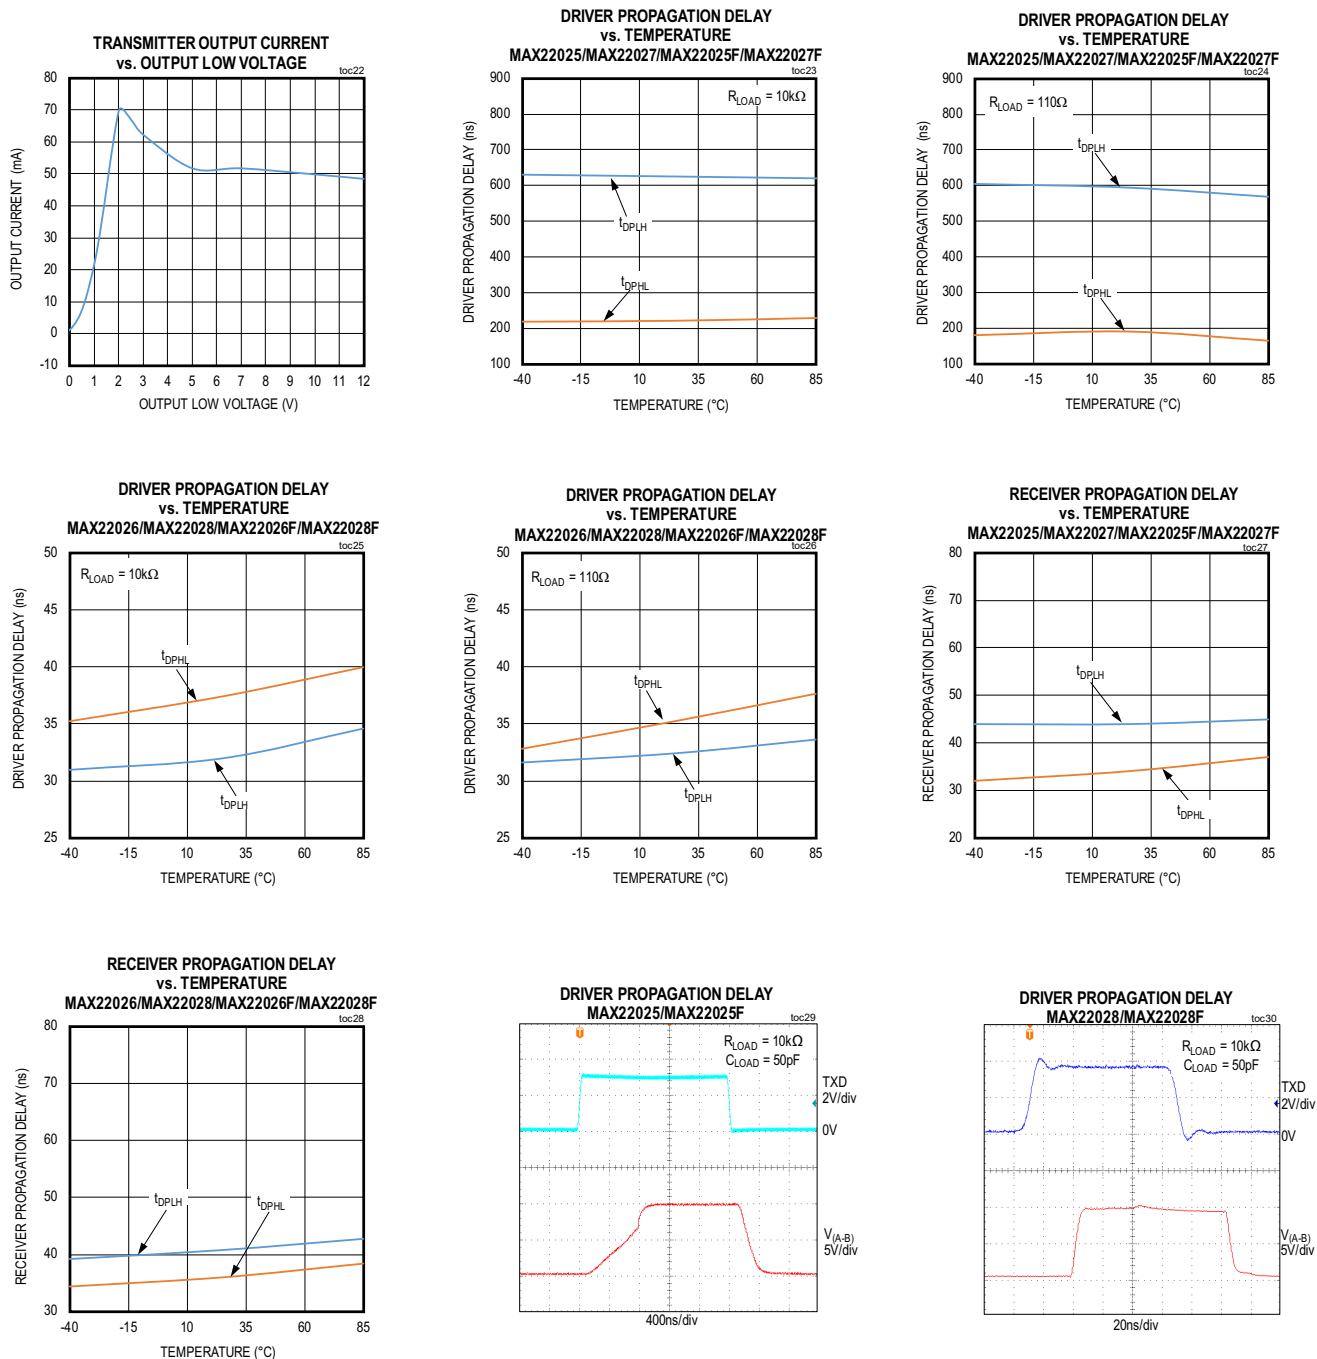 TRANSMITTER OUTPUT CURRENT
vs. OUTPUT LOW VOLTAGE
toc22
OUTPUT CURRENT (mA)
80
70
60
50
40
30
20
10
0
-10
0 1 2 3 4 5 6 7 8 9 10 11 12
OUTPUT LOW VOLTAGE (V)
DRIVER PROPAGATION DELAY
vs. TEMPERATURE
MAX22025/MAX22027/MAX22025F/MAX22027F
toc23
DRIVER PROPAGATION DELAY (ns)
900
800
700
600
500
400
300
200
100
RLOAD = 10kΩ
tDPLH
tDPHL
-40 -15 10 35 60 85
TEMPERATURE (°C)
DRIVER PROPAGATION DELAY
vs. TEMPERATURE
MAX22025/MAX22027/MAX22025F/MAX22027F
toc24
DRIVER PROPAGATION DELAY (ns)
900
800
700
600
500
400
300
200
100
RLOAD = 110Ω
tDPLH
tDPHL
-40 -15 10 35 60 85
TEMPERATURE (°C)
DRIVER PROPAGATION DELAY
vs. TEMPERATURE
MAX22026/MAX22028/MAX22026F/MAX22028F
toc25
DRIVER PROPAGATION DELAY (ns)
50
45
40
35
30
25
RLOAD = 10kΩ
tDPHL
tDPLH
-40 -15 10 35 60 85
TEMPERATURE (°C)
DRIVER PROPAGATION DELAY
vs. TEMPERATURE
MAX22026/MAX22028/MAX22026F/MAX22028F
toc26
DRIVER PROPAGATION DELAY (ns)
50
45
40
35
30
25
RLOAD = 110Ω
tDPHL
tDPLH
-40 -15 10 35 60 85
TEMPERATURE (°C)
RECEIVER PROPAGATION DELAY
vs. TEMPERATURE
MAX22025/MAX22027/MAX22025F/MAX22027F
toc27
RECEIVER PROPAGATION DELAY (ns)
80
70
60
50
40
30
20
tDPLH
tDPHL
-40 -15 10 35 60 85
TEMPERATURE (°C)
RECEIVER PROPAGATION DELAY
vs. TEMPERATURE
MAX22026/MAX22028/MAX22026F/MAX22028F
toc28
RECEIVER PROPAGATION DELAY (ns)
80
70
60
50
40
30
tDPLH
tDPHL
-40 -15 10 35 60 85
TEMPERATURE (°C)
DRIVER PROPAGATION DELAY
MAX22025/MAX22025F
toc29
T
RLOAD = 10kΩ
CLOAD = 50pF
TXD
2V/div
0V
V(A-B)
5V/div
400ns/div
DRIVER PROPAGATION DELAY
MAX22028/MAX22028F
toc30
T
RLOAD = 10kΩ
CLOAD = 50pF
TXD
2V/div
0V
V(A-B)
5V/div
20ns/div